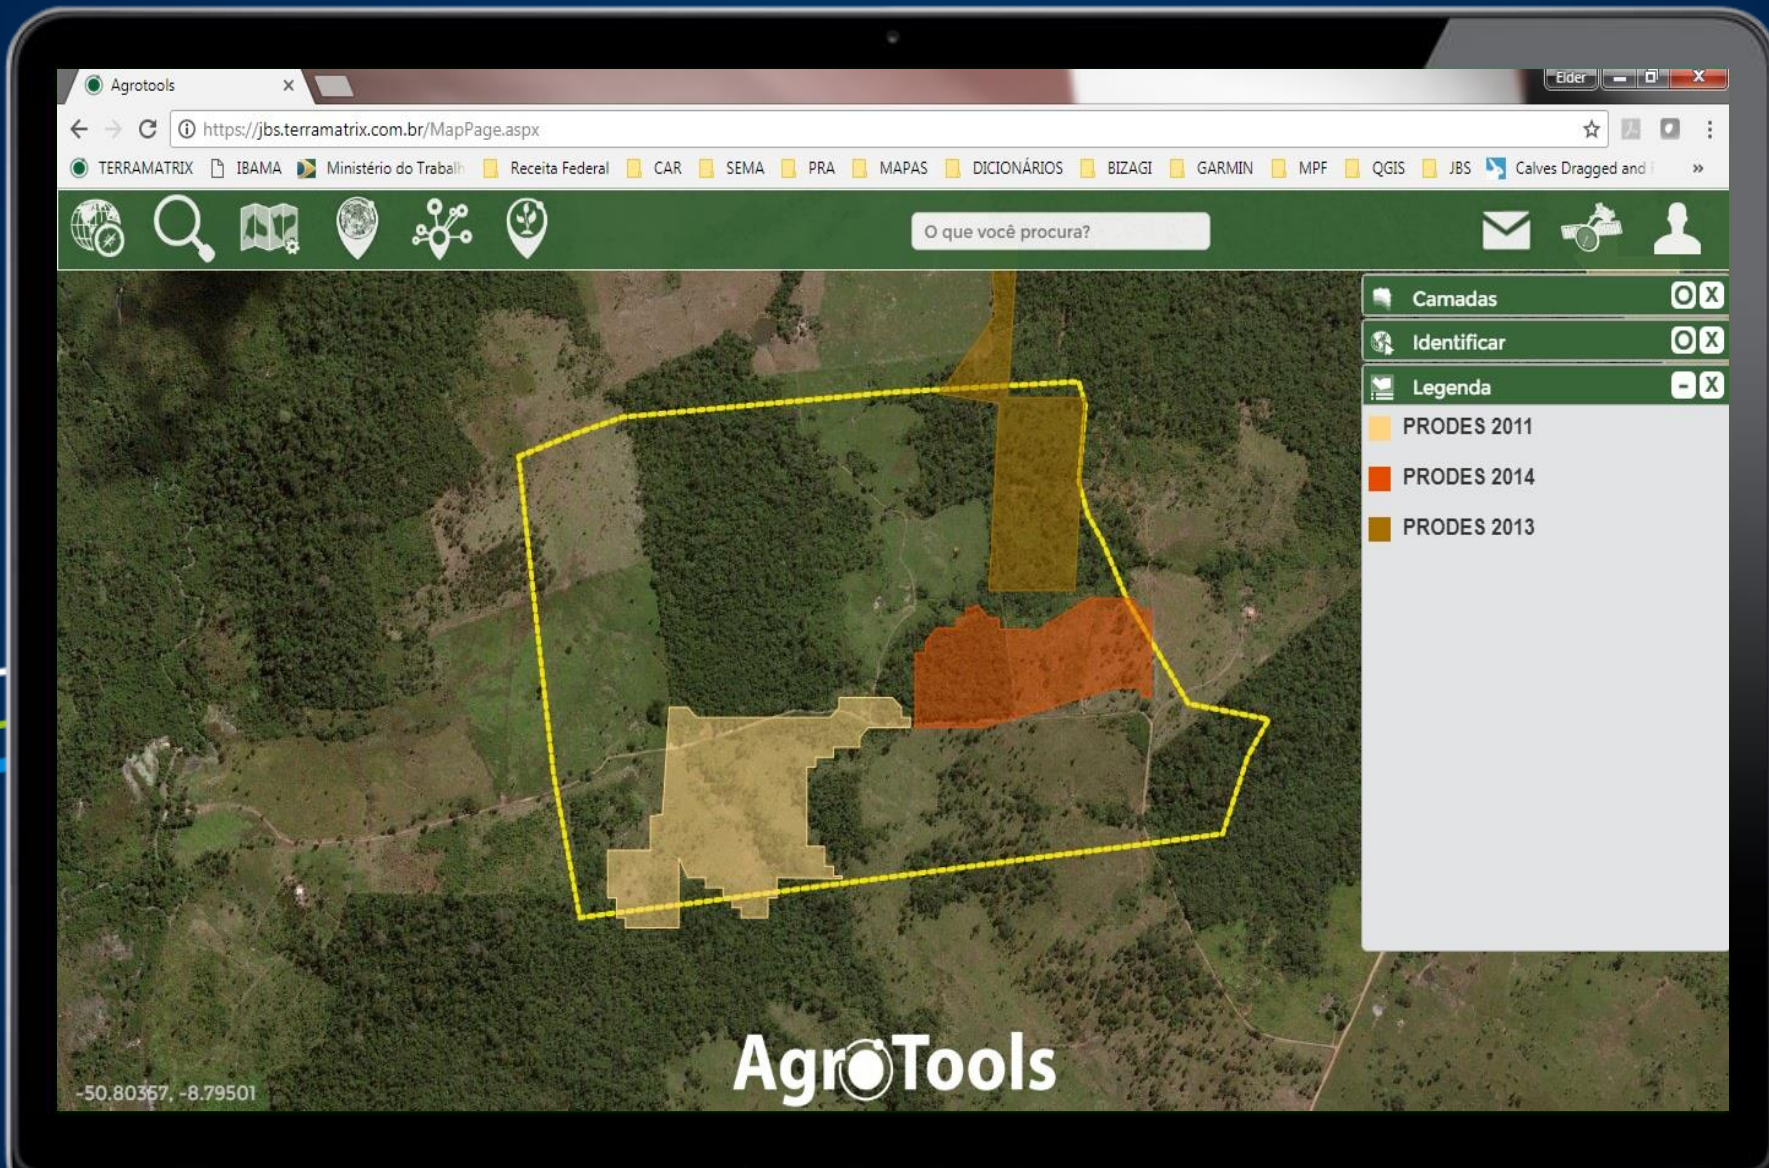 Agrotools
Elder
https://jbs.terramatrix.com.br/MapPage.aspx
TERRAMATRIX IBAMA Ministério do Trabalh Receita Federal CAR SEMA PRA MAPAS DICIONÁRIOS BIZAGI GARMIN MPF QGIS JBS Calves Dragged and »
O que você procura?
Camadas O X
Identificar O X
Legenda - X
PRODES 2011
PRODES 2014
PRODES 2013
AgroTools
-50.80357, -8.79501